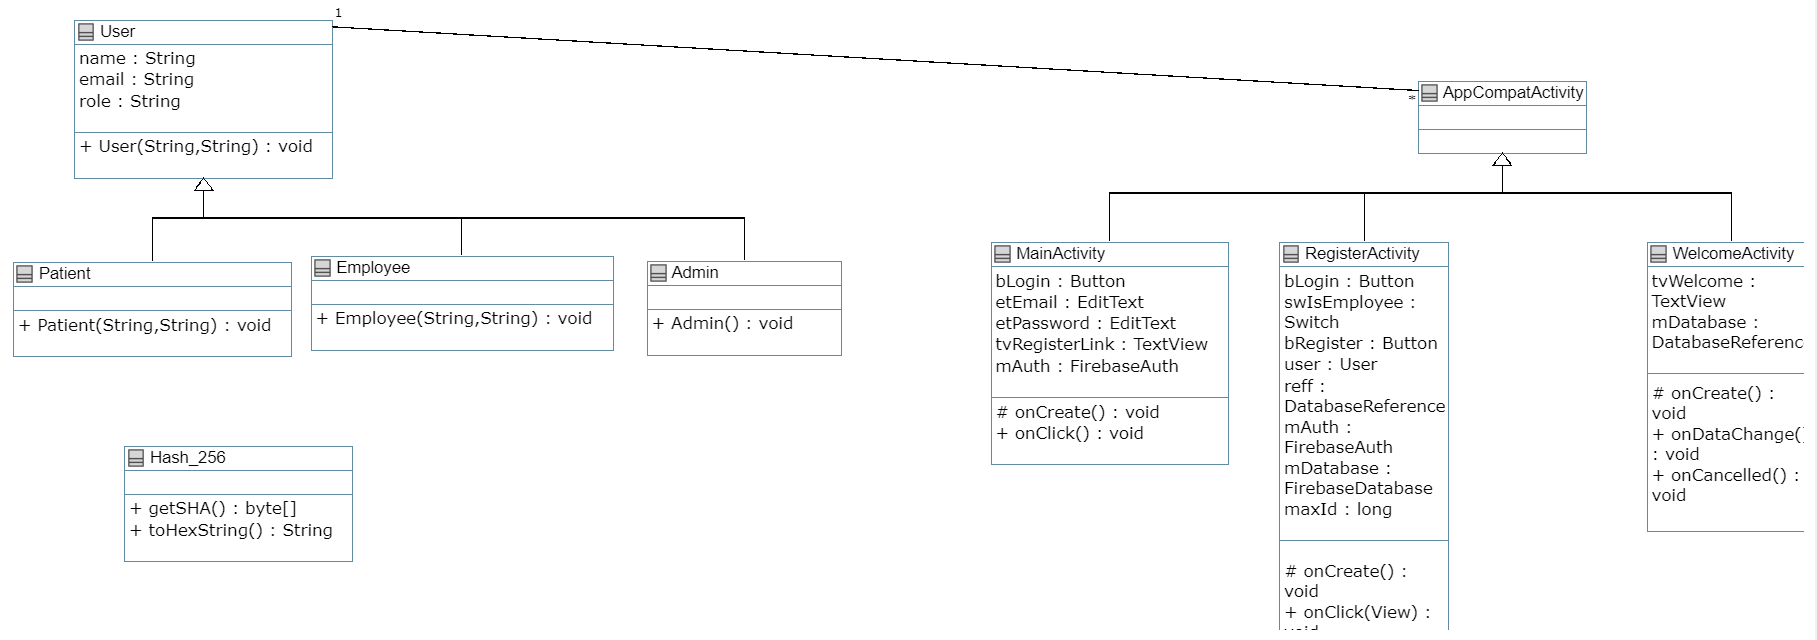 1
User
name : String
email : String
role : String
+ User(String,String) : void
*
AppCompatActivity
Patient
+ Patient(String,String) : void
Employee
+ Employee(String,String) : void
Admin
+ Admin() : void
MainActivity
bLogin : Button
etEmail : EditText
etPassword : EditText
tvRegisterLink : TextView
mAuth : FirebaseAuth
# onCreate() : void
+ onClick() : void
RegisterActivity
bLogin : Button
swIsEmployee :
Switch
bRegister : Button
user : User
reff :
DatabaseReference
mAuth :
FirebaseAuth
mDatabase :
FirebaseDatabase
maxId : long
# onCreate() :
void
+ onClick(View) :
WelcomeActivity
tvWelcome :
TextView
mDatabase :
DatabaseReferenc
# onCreate() :
void
+ onDataChange()
: void
+ onCancelled() :
void
Hash_256
+ getSHA() : byte[]
+ toHexString() : String